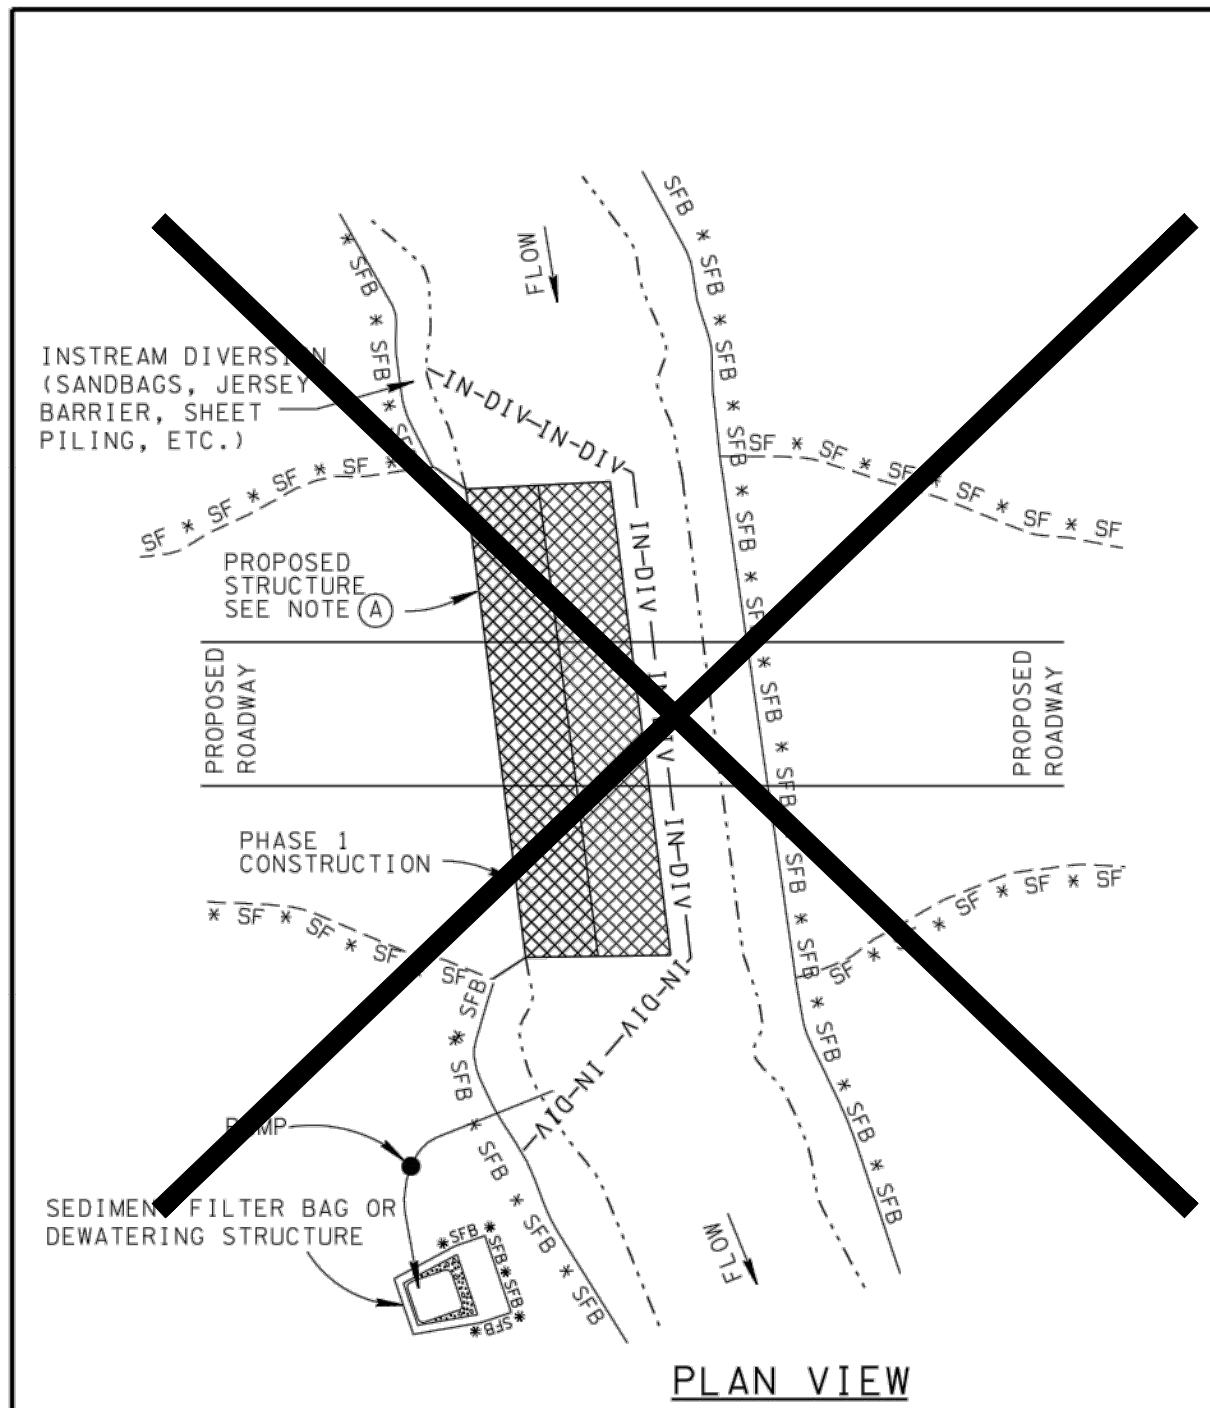 FLOW
INSTREAM DIVERSION
(SANDBAGS, JERSEY
BARRIER, SHEET
PILING, ETC.)
SFB * SFB * SFB * SFB * SFB * SFB * SFB * SFB * SFB * SFB * SFB * SFB * SFB * SFB
* SFB * SFB * SF
IN-DIV-IN-DIV
IN-DIV
IN-DIV
IN-DIV
IN-DIV
IN-DIV
SF * SF * SF * SF *
SF * SF * SF * SF * SF
PROPOSED
STRUCTURE
SEE NOTE A
PROPOSED
ROADWAY
PROPOSED
ROADWAY
PHASE 1
CONSTRUCTION
* SF * SF * SF * SF
SF * * SF * SF * SF
SFB * SFB * SFB * SFB * SFB
PUMP
SEDIMENT FILTER BAG OR
DEWATERING STRUCTURE
* SFB * SFB * SFB * SFB *
FLOW
PLAN VIEW